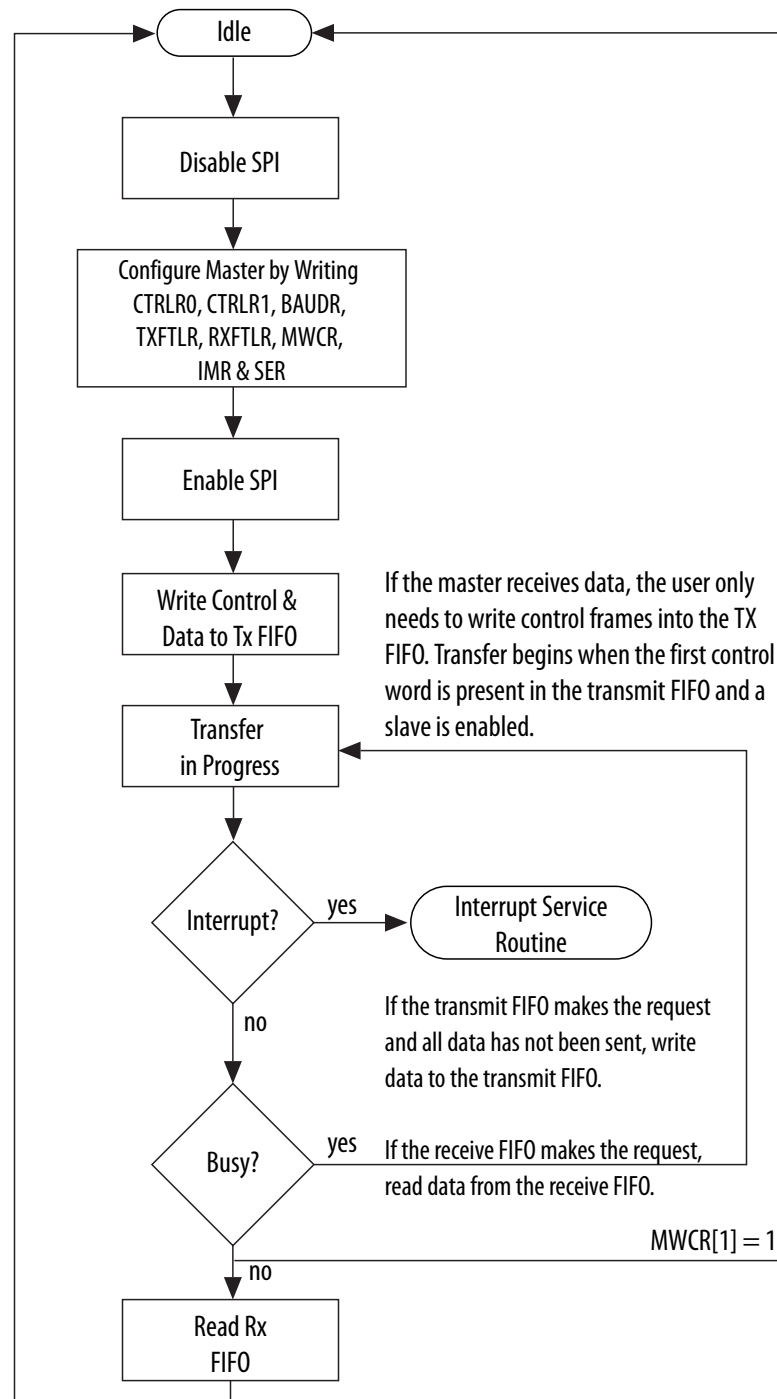 Idle
Disable SPI
Configure Master by Writing
CTRLR0, CTRLR1, BAUDR,
TXFTLR, RXFTLR, MWCR,
IMR & SER
Enable SPI
Write Control &
Data to Tx FIFO
If the master receives data, the user only
needs to write control frames into the TX
FIFO. Transfer begins when the first control
word is present in the transmit FIFO and a
slave is enabled.
Transfer
in Progress
Interrupt?
yes
Interrupt Service
Routine
no
If the transmit FIFO makes the request
and all data has not been sent, write
data to the transmit FIFO.
Busy?
yes
If the receive FIFO makes the request,
read data from the receive FIFO.
MWCR[1] = 1
no
Read Rx
FIFO